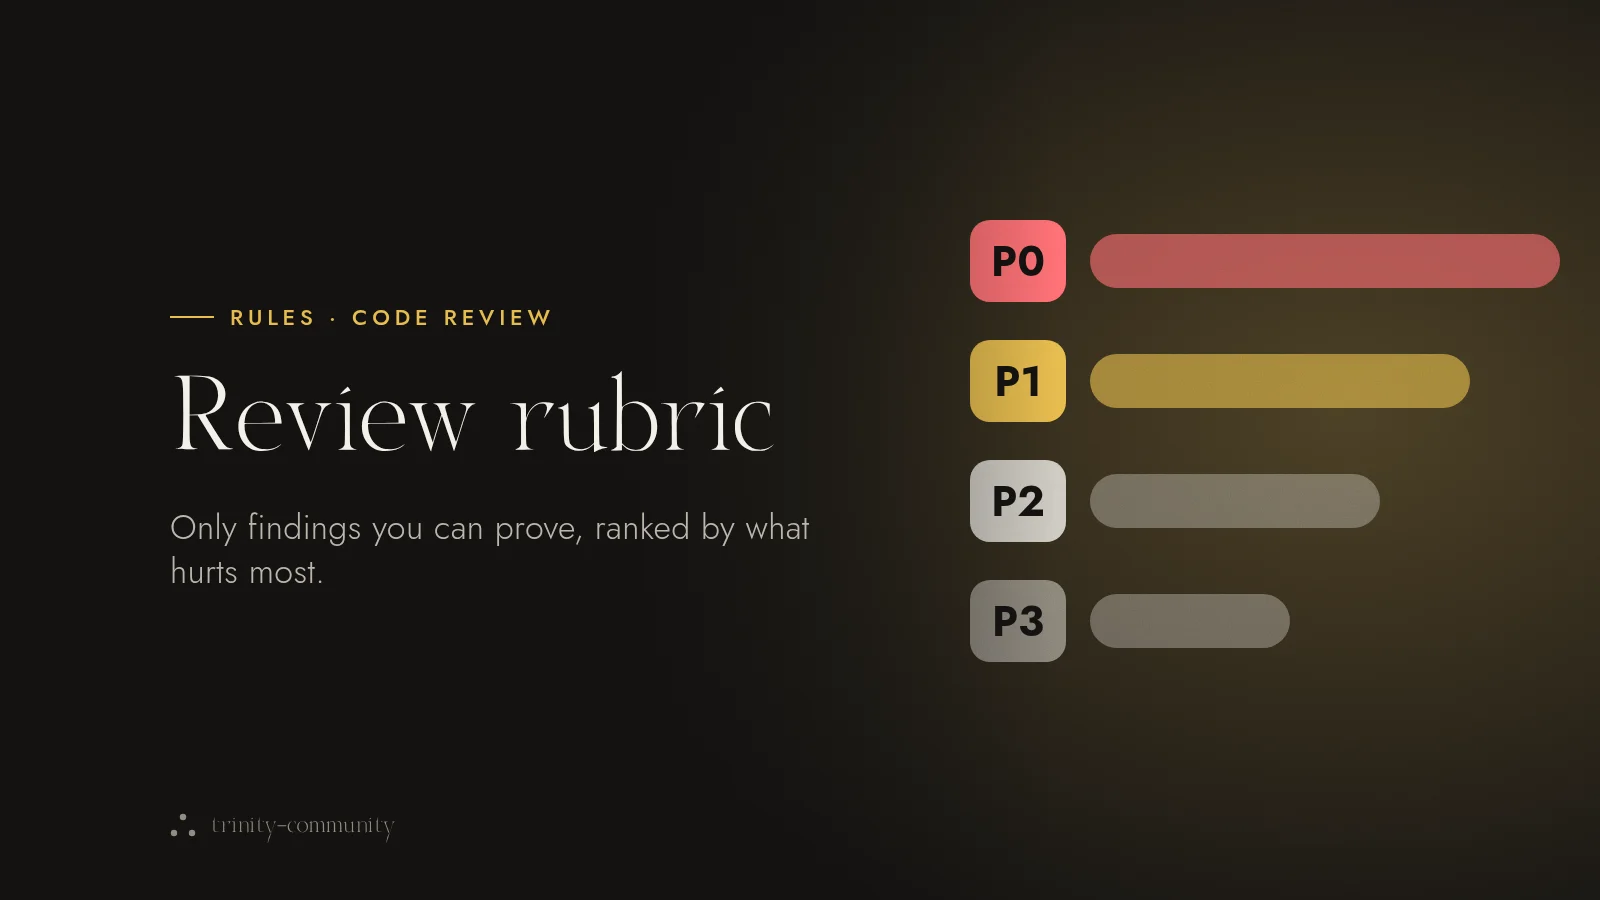 RULES · CODE REVIEW
Review rubric
Only findings you can prove, ranked by what
hurts most.
P0
P1
P2
P3
trinity-community